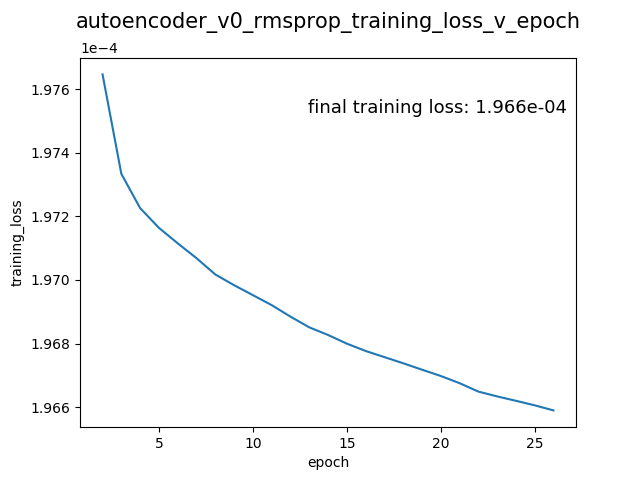 autoencoder_v0_rmsprop_training_loss_v_epoch
1e−4
1.976
final training loss: 1.966e-04
1.974
1.972
training_loss
1.970
1.968
1.966
5 10 15 20 25
epoch